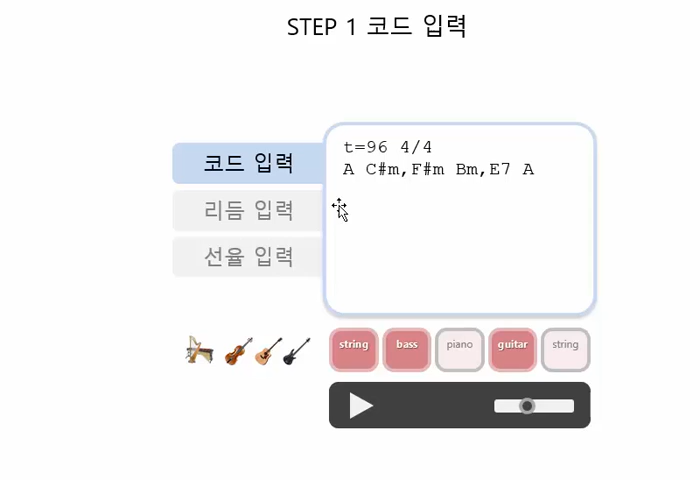 STEP 1 코드 입력
코드 입력
리듬 입력
선율 입력
t=96 4/4
A C#m,F#m Bm,E7 A
string bass piano guitar string